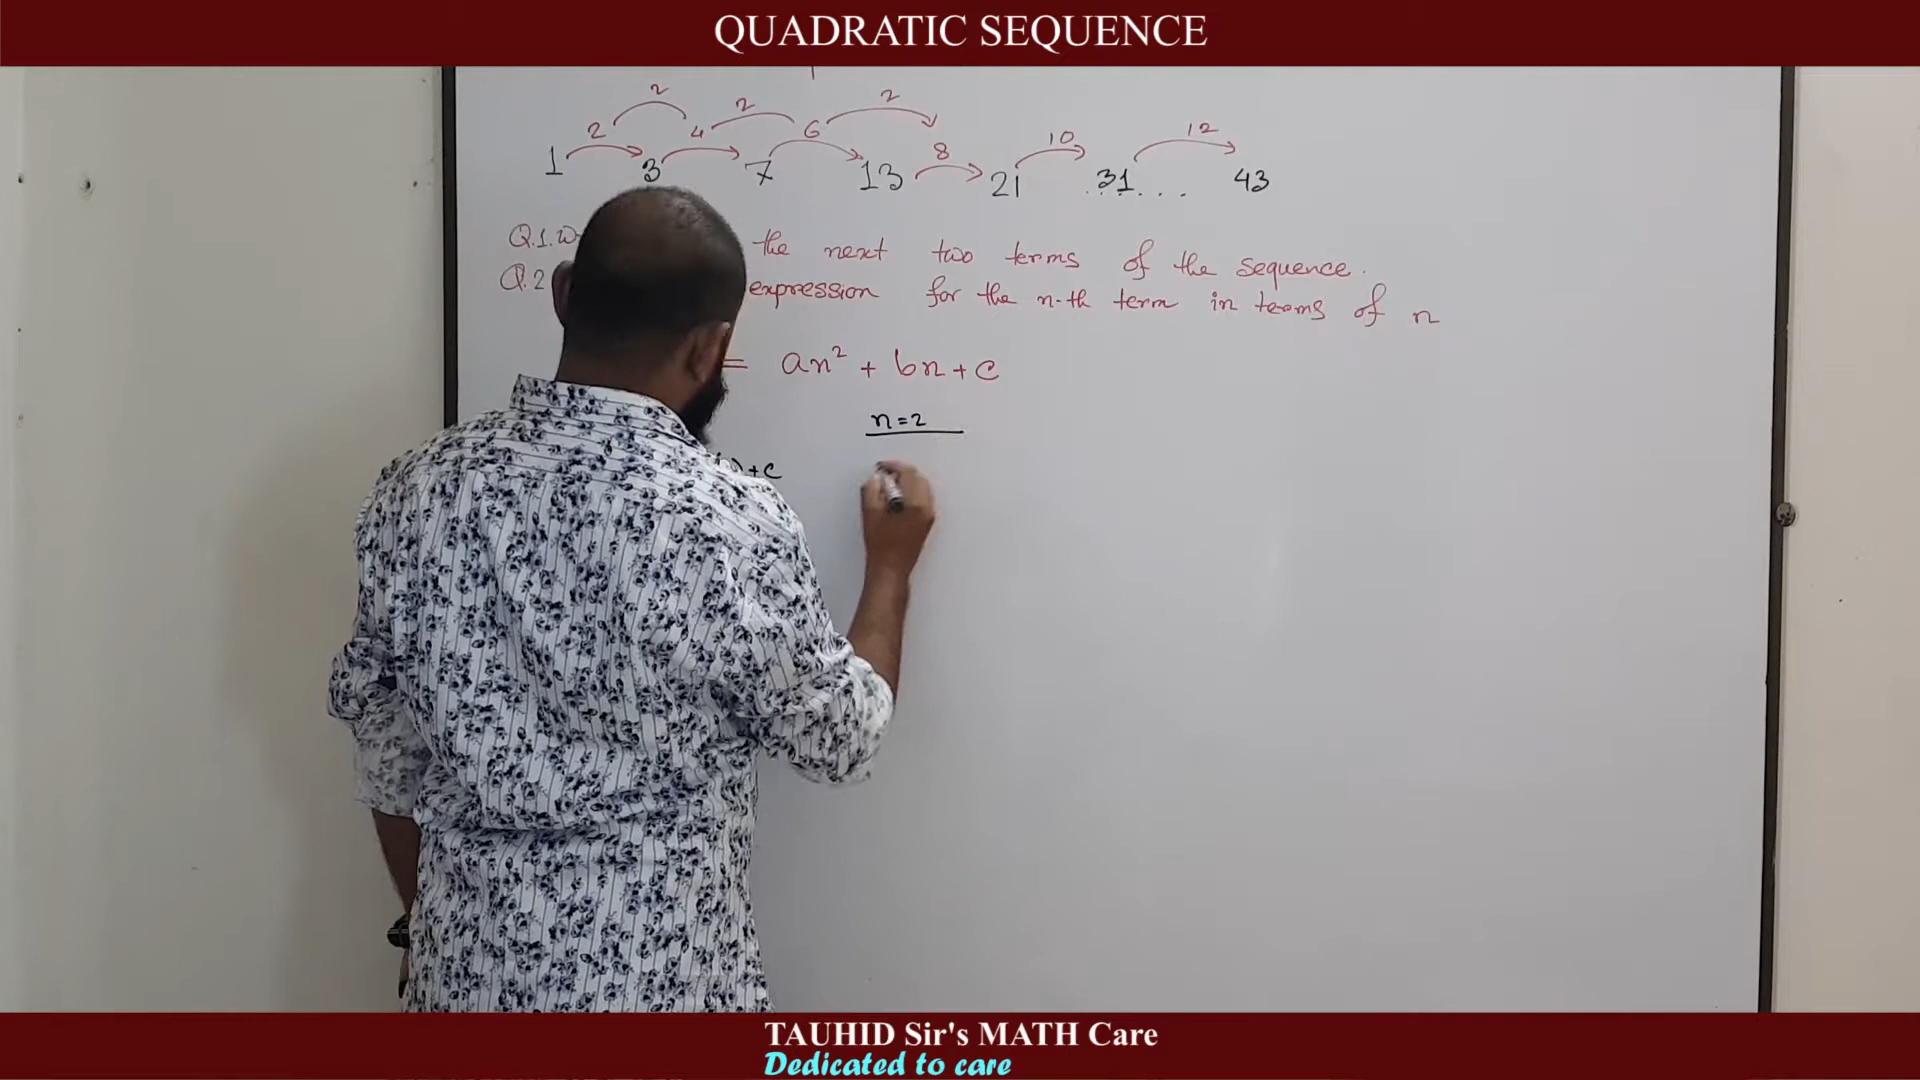 QUADRATIC SEQUENCE
2 2 2
2 4 6 8 10 12
1 3 7 13 21 31 .... 43
Q.1. the next two terms of the sequence.
Q.2 expression for the n-th term in terms of n
= an² + bn + c
n = 2
+c
TAUHID Sir's MATH Care
Dedicated to care